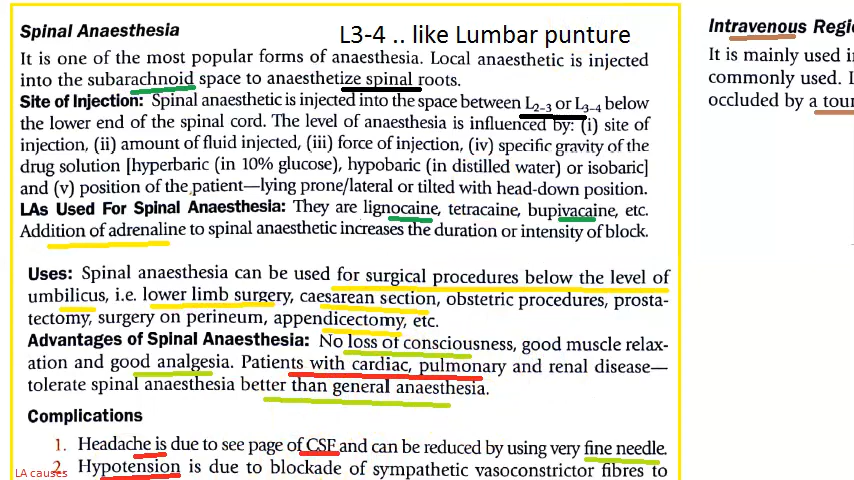 Spinal Anaesthesia
L3-4 .. like Lumbar punture
It is one of the most popular forms of anaesthesia. Local anaesthetic is injected
into the subarachnoid space to anaesthetize spinal roots.
Site of Injection: Spinal anaesthetic is injected into the space between L2–3 or L3–4 below
the lower end of the spinal cord. The level of anaesthesia is influenced by: (i) site of
injection, (ii) amount of fluid injected, (iii) force of injection, (iv) specific gravity of the
drug solution [hyperbaric (in 10% glucose), hypobaric (in distilled water) or isobaric]
and (v) position of the patient—lying prone/lateral or tilted with head-down position.
LAs Used For Spinal Anaesthesia: They are lignocaine, tetracaine, bupivacaine, etc.
Addition of adrenaline to spinal anaesthetic increases the duration or intensity of block.
Uses: Spinal anaesthesia can be used for surgical procedures below the level of
umbilicus, i.e. lower limb surgery, caesarean section, obstetric procedures, prosta-
tectomy, surgery on perineum, appendicectomy, etc.
Advantages of Spinal Anaesthesia: No loss of consciousness, good muscle relax-
ation and good analgesia. Patients with cardiac, pulmonary and renal disease—
tolerate spinal anaesthesia better than general anaesthesia.
Complications
1. Headache is due to see page of CSF and can be reduced by using very fine needle.
2. Hypotension is due to blockade of sympathetic vasoconstrictor fibres to
LA causes
Intravenous Regi
It is mainly used i
commonly used. L
occluded by a tour